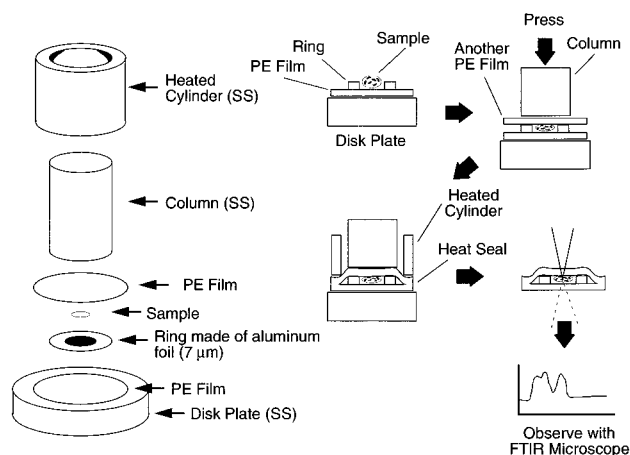 Heated
Cylinder (SS)
Column (SS)
PE Film
Sample
Ring made of aluminum
foil (7 μm)
PE Film
Disk Plate (SS)
Ring
Sample
PE Film
Disk Plate
Press
Another
PE Film
Column
Heated
Cylinder
Heat Seal
Observe with
FTIR Microscope